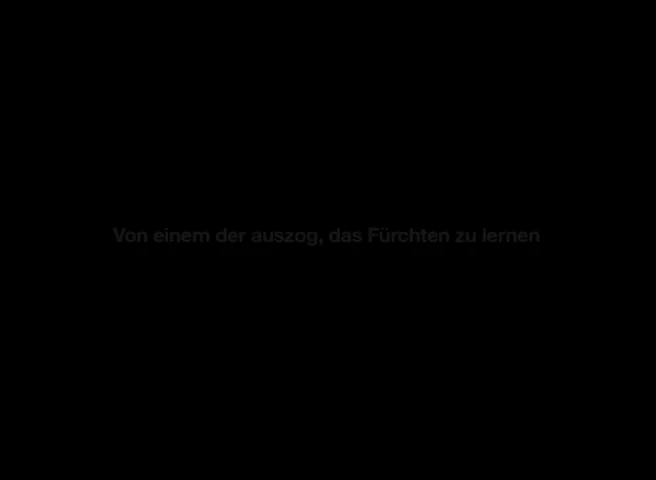 Von einem der auszog, das Fürchten zu lernen